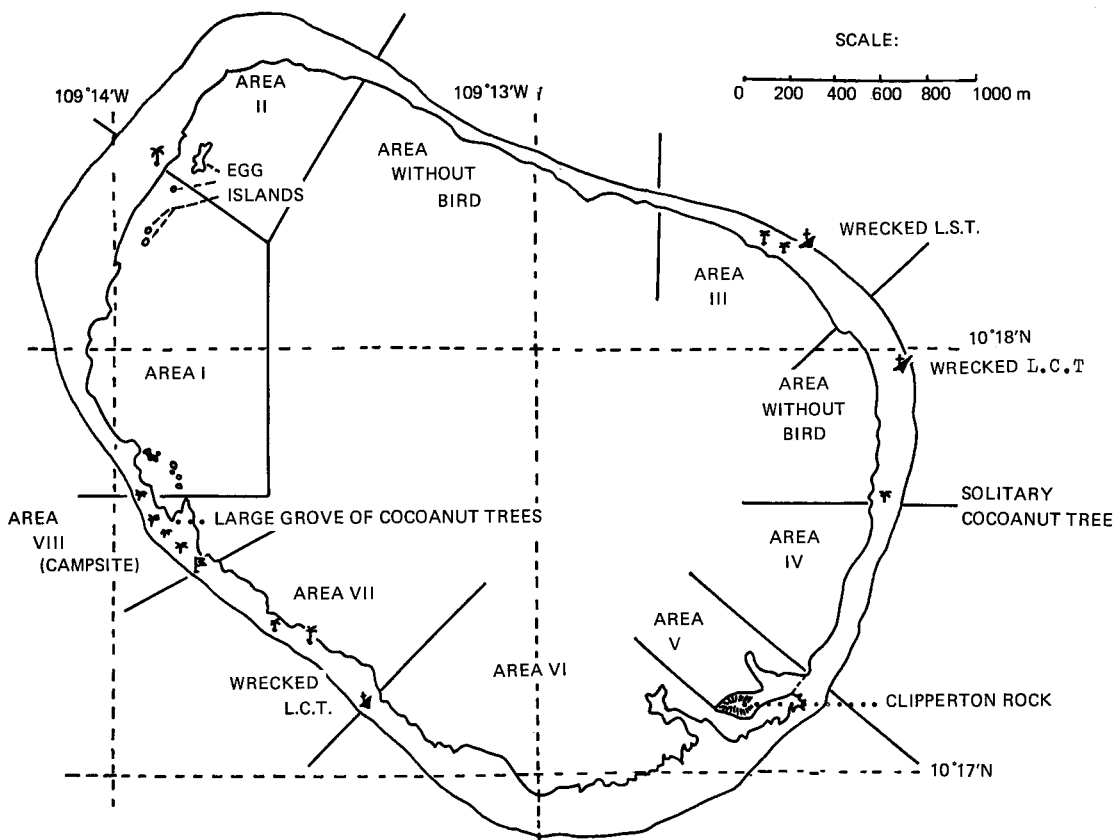 SCALE:
0 200 400 600 800 1000 m
109°14'W
109°13'W
AREA
II
EGG
ISLANDS
AREA
WITHOUT
BIRD
WRECKED L.S.T.
AREA
III
10°18'N
WRECKED L.C.T
AREA I
AREA
WITHOUT
BIRD
AREA
VIII
(CAMPSITE)
LARGE GROVE OF COCOANUT TREES
SOLITARY
COCOANUT TREE
AREA
IV
AREA VII
AREA
V
AREA VI
WRECKED
L.C.T.
CLIPPERTON ROCK
10°17'N